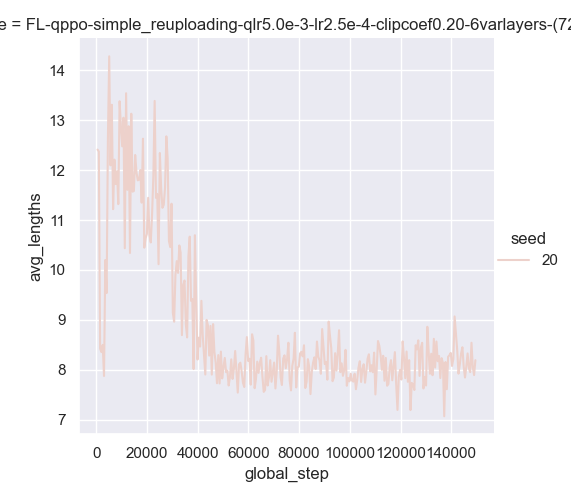 e = FL-qppo-simple_reuploading-qlr5.0e-3-lr2.5e-4-clipcoef0.20-6varlayers-(72
14
13
12
11
10
9
8
7
avg_lengths
seed
20
0 20000 40000 60000 80000 100000 120000 140000
global_step